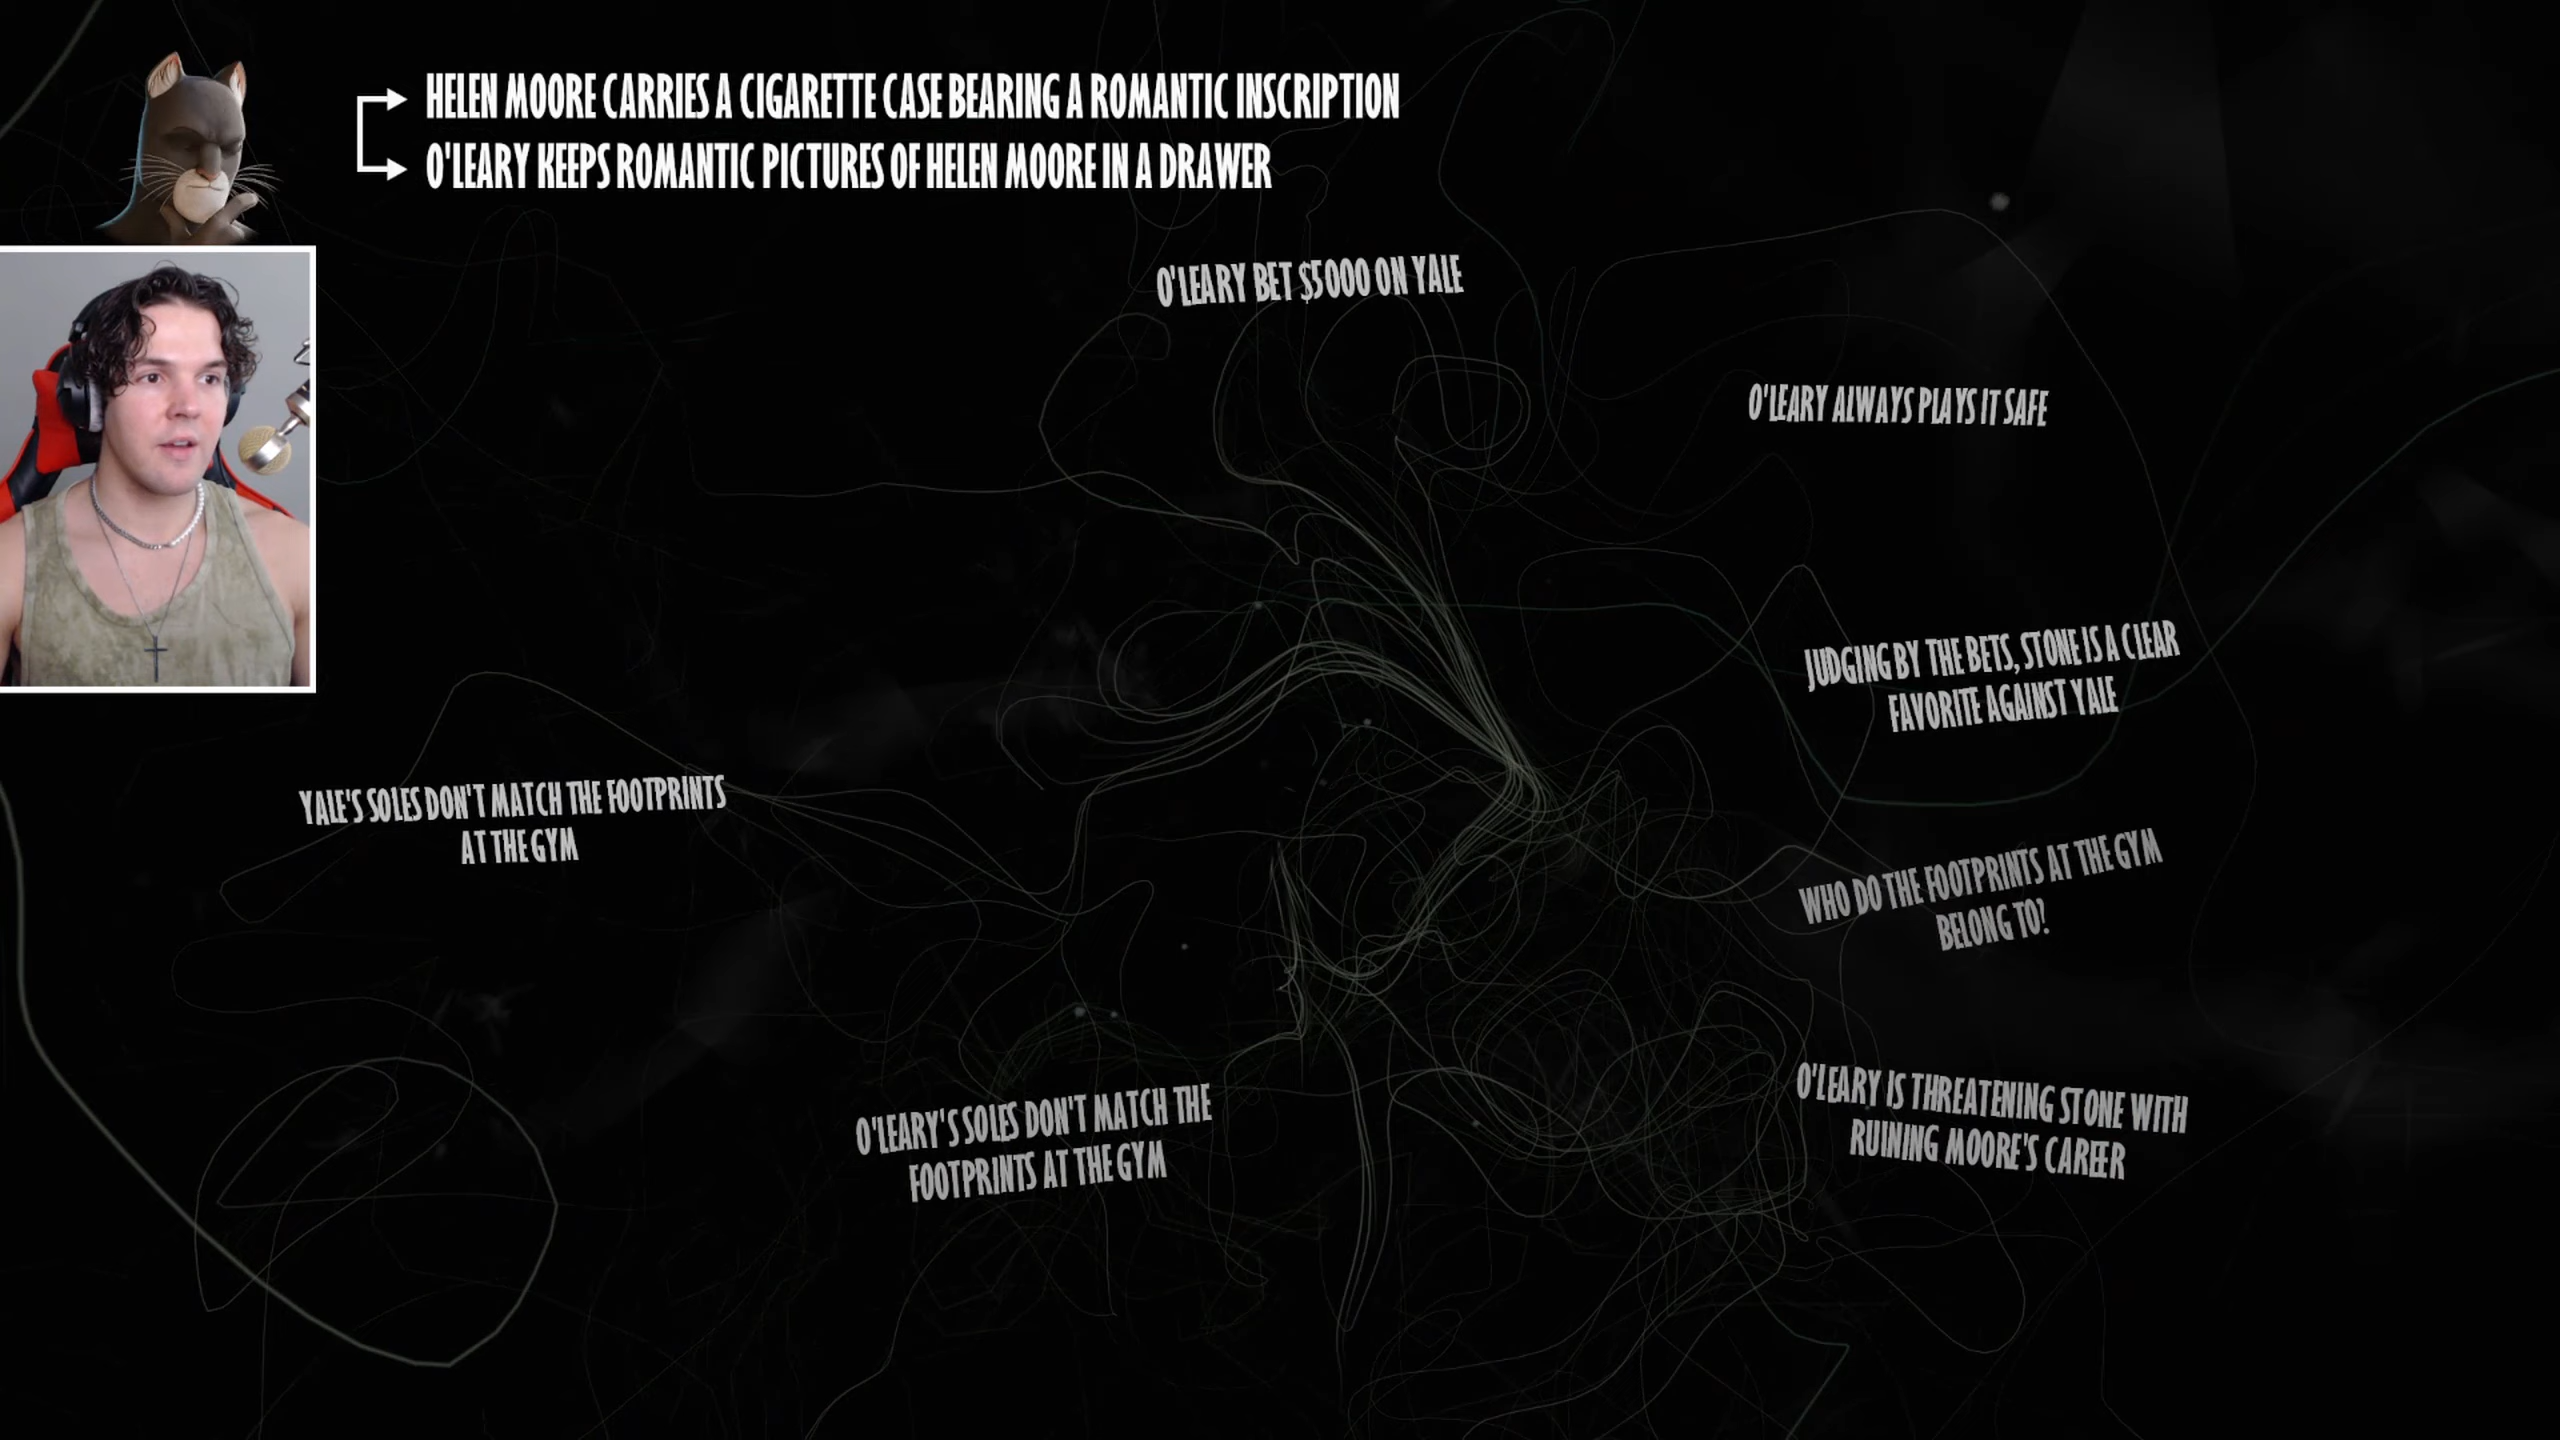 HELEN MOORE CARRIES A CIGARETTE CASE BEARING A ROMANTIC INSCRIPTION
O'LEARY KEEPS ROMANTIC PICTURES OF HELEN MOORE IN A DRAWER
O'LEARY BET $5000 ON YALE
O'LEARY ALWAYS PLAYS IT SAFE
JUDGING BY THE BETS, STONE IS A CLEAR
FAVORITE AGAINST YALE
YALE'S SOLES DON'T MATCH THE FOOTPRINTS
AT THE GYM
WHO DO THE FOOTPRINTS AT THE GYM
BELONG TO?
O'LEARY IS THREATENING STONE WITH
RUINING MOORE'S CAREER
O'LEARY'S SOLES DON'T MATCH THE
FOOTPRINTS AT THE GYM